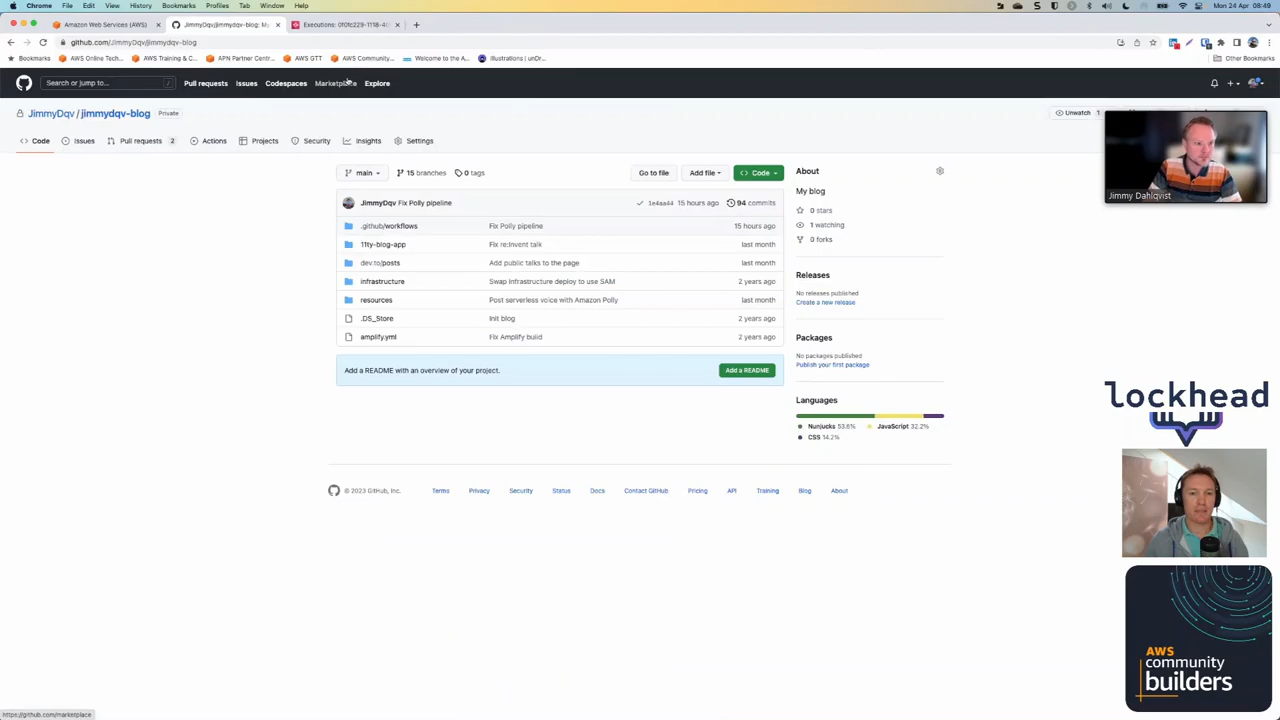 Chrome File Edit View History Bookmarks Profiles Tab Window Help
Mon 24 Apr 08:49
Amazon Web Services (AWS)
JimmyDqv/jimmydqv-blog: My
Executions: 0f0fc229-1118-4
github.com/JimmyDqv/jimmydqv-blog
Bookmarks
AWS Online Tech...
AWS Training & C...
APN Partner Centr...
AWS GTT
AWS Community...
Welcome to the A...
Illustrations | unDr...
Other Bookmarks
Search or jump to... /
Pull requests Issues Codespaces Marketplace Explore
JimmyDqv / jimmydqv-blog Private
Unwatch 1
Code Issues Pull requests 2 Actions Projects Security Insights Settings
main 15 branches 0 tags Go to file Add file Code
JimmyDqv Fix Polly pipeline 1e4aa44 15 hours ago 94 commits
.github/workflows Fix Polly pipeline 15 hours ago
11ty-blog-app Fix re:Invent talk last month
dev.to/posts Add public talks to the page last month
infrastructure Swap Infrastructure deploy to use SAM 2 years ago
resources Post serverless voice with Amazon Polly last month
.DS_Store Init blog 2 years ago
amplify.yml Fix Amplify build 2 years ago
Add a README with an overview of your project. Add a README
About
My blog
0 stars
1 watching
0 forks
Releases
No releases published
Create a new release
Packages
No packages published
Publish your first package
Languages
Nunjucks 53.6% JavaScript 32.2%
CSS 14.2%
© 2023 GitHub, Inc. Terms Privacy Security Status Docs Contact GitHub Pricing API Training Blog About
Jimmy Dahlqvist
lockhead
AWS
community
builders
https://github.com/marketplace